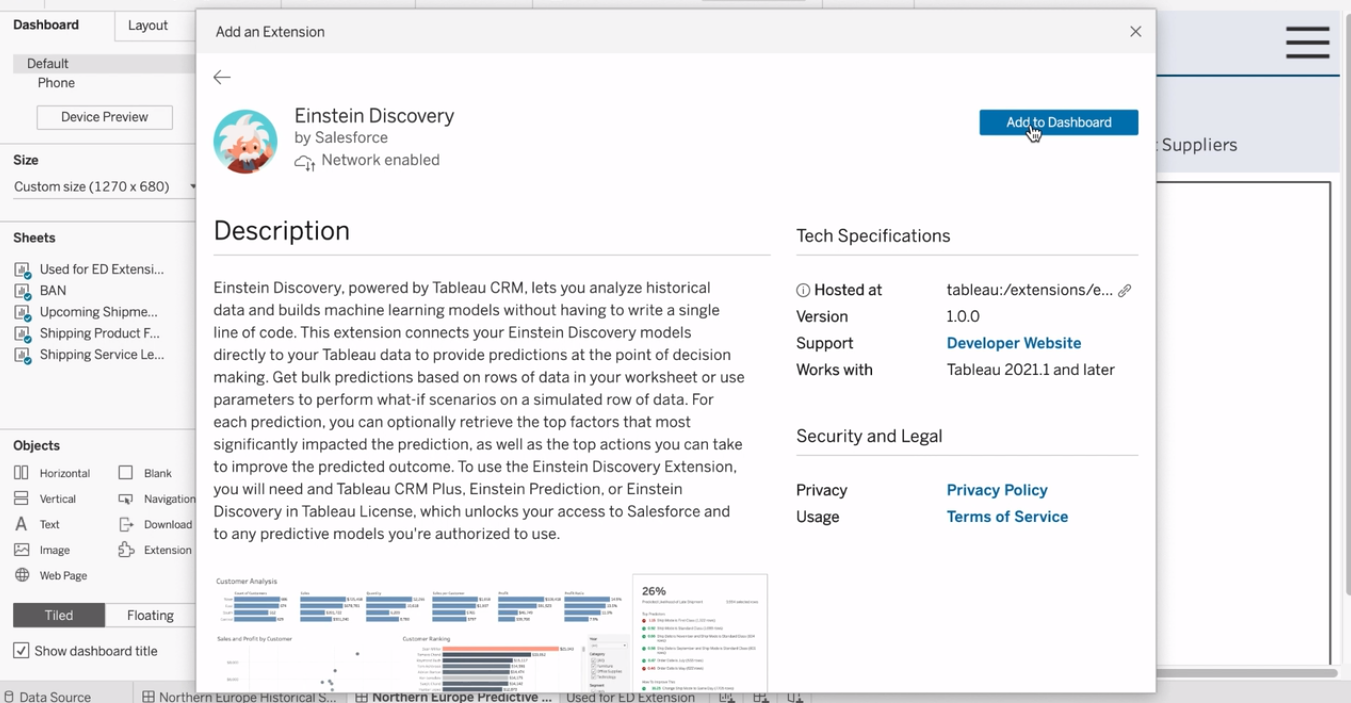 Dashboard
Layout
Default
Phone
Device Preview
Size
Custom size (1270 x 680)
Sheets
Used for ED Extensi...
BAN
Upcoming Shipme...
Shipping Product F...
Shipping Service Le...
Objects
Horizontal
Blank
Vertical
Navigation
Text
Download
Image
Extension
Web Page
Tiled
Floating
Show dashboard title
Add an Extension
Einstein Discovery
by Salesforce
Network enabled
Add to Dashboard
Description
Einstein Discovery, powered by Tableau CRM, lets you analyze historical
data and builds machine learning models without having to write a single
line of code. This extension connects your Einstein Discovery models
directly to your Tableau data to provide predictions at the point of decision
making. Get bulk predictions based on rows of data in your worksheet or use
parameters to perform what-if scenarios on a simulated row of data. For
each prediction, you can optionally retrieve the top factors that most
significantly impacted the prediction, as well as the top actions you can take
to improve the predicted outcome. To use the Einstein Discovery Extension,
you will need and Tableau CRM Plus, Einstein Prediction, or Einstein
Discovery in Tableau License, which unlocks your access to Salesforce and
to any predictive models you're authorized to use.
Tech Specifications
Hosted at tableau:/extensions/e...
Version 1.0.0
Support Developer Website
Works with Tableau 2021.1 and later
Security and Legal
Privacy Privacy Policy
Usage Terms of Service
Customer Analysis
Sales and Profit by Customer
Customer Ranking
26%
Suppliers
Data Source
Northern Europe Historical S...
Northern Europe Predictive ...
Used for ED Extension